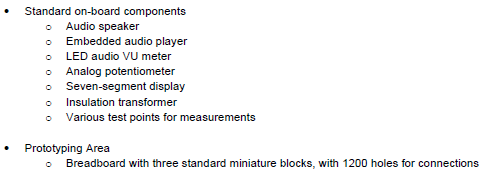 • Standard on-board components
o Audio speaker
o Embedded audio player
o LED audio VU meter
o Analog potentiometer
o Seven-segment display
o Insulation transformer
o Various test points for measurements
• Prototyping Area
o Breadboard with three standard miniature blocks, with 1200 holes for connections